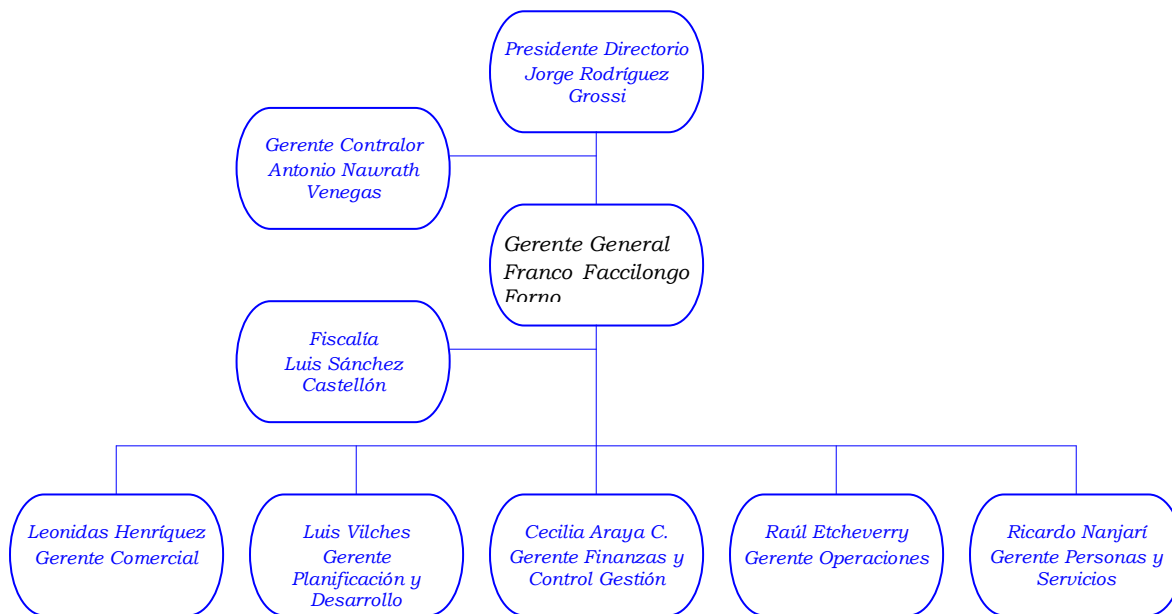 Presidente Directorio
Jorge Rodríguez
Grossi
Gerente Contralor
Antonio Nawrath
Venegas
Gerente General
Franco Faccilongo
Forno
Fiscalía
Luis Sánchez
Castellón
Leonidas Henríquez
Gerente Comercial
Luis Vilches
Gerente
Planificación y
Desarrollo
Cecilia Araya C.
Gerente Finanzas y
Control Gestión
Raúl Etcheverry
Gerente Operaciones
Ricardo Nanjarí
Gerente Personas y
Servicios